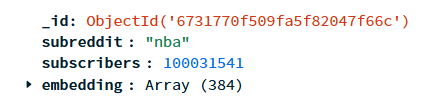 _id: ObjectId('6731770f509fa5f82047f66c')
subreddit : "nba"
subscribers : 100031541
embedding : Array (384)